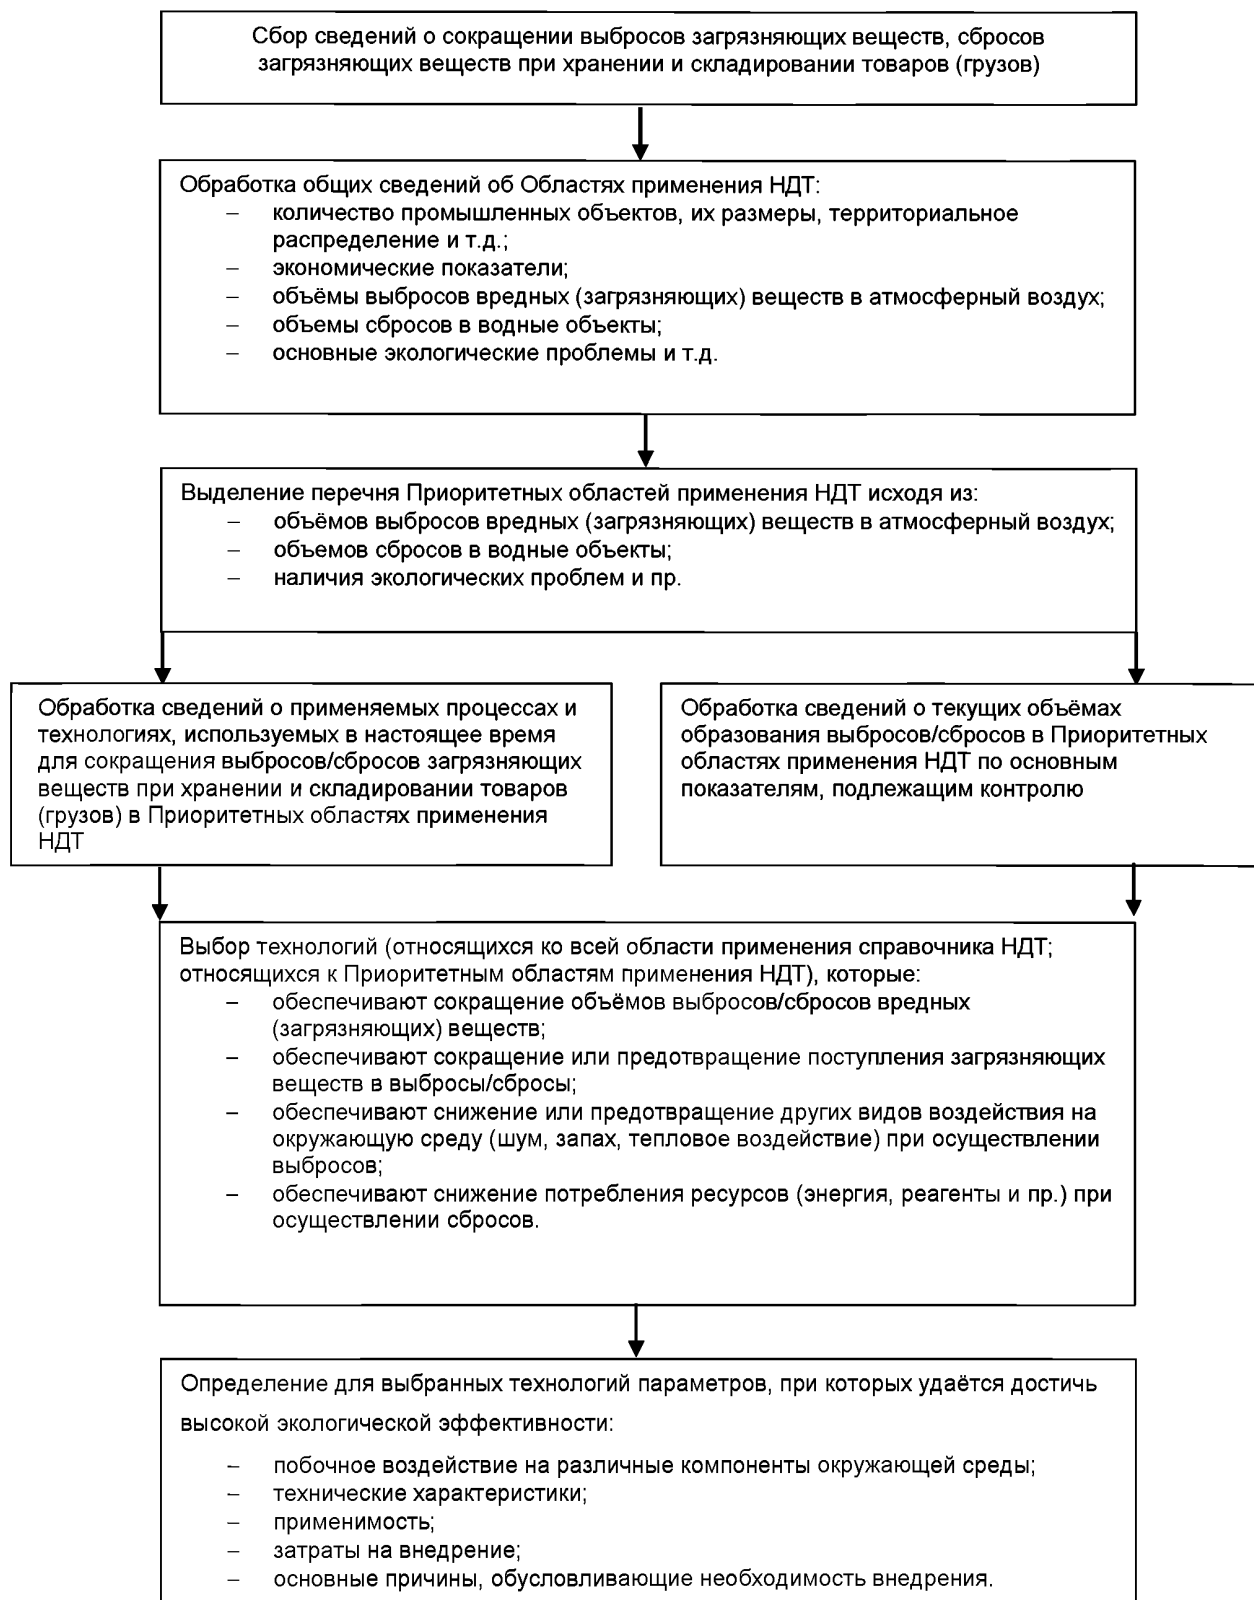 Сбор сведений о сокращении выбросов загрязняющих веществ, сбросов
загрязняющих веществ при хранении и складировании товаров (грузов)
Обработка общих сведений об Областях применения НДТ:
– количество промышленных объектов, их размеры, территориальное
распределение и т.д.;
– экономические показатели;
– объёмы выбросов вредных (загрязняющих) веществ в атмосферный воздух;
– объемы сбросов в водные объекты;
– основные экологические проблемы и т.д.
Выделение перечня Приоритетных областей применения НДТ исходя из:
– объёмов выбросов вредных (загрязняющих) веществ в атмосферный воздух;
– объемов сбросов в водные объекты;
– наличия экологических проблем и пр.
Обработка сведений о применяемых процессах и
технологиях, используемых в настоящее время
для сокращения выбросов/сбросов загрязняющих
веществ при хранении и складировании товаров
(грузов) в Приоритетных областях применения
НДТ
Обработка сведений о текущих объёмах
образования выбросов/сбросов в Приоритетных
областях применения НДТ по основным
показателям, подлежащим контролю
Выбор технологий (относящихся ко всей области применения справочника НДТ;
относящихся к Приоритетным областям применения НДТ), которые:
– обеспечивают сокращение объёмов выбросов/сбросов вредных
(загрязняющих) веществ;
– обеспечивают сокращение или предотвращение поступления загрязняющих
веществ в выбросы/сбросы;
– обеспечивают снижение или предотвращение других видов воздействия на
окружающую среду (шум, запах, тепловое воздействие) при осуществлении
выбросов;
– обеспечивают снижение потребления ресурсов (энергия, реагенты и пр.) при
осуществлении сбросов.
Определение для выбранных технологий параметров, при которых удаётся достичь
высокой экологической эффективности:
– побочное воздействие на различные компоненты окружающей среды;
– технические характеристики;
– применимость;
– затраты на внедрение;
– основные причины, обусловливающие необходимость внедрения.